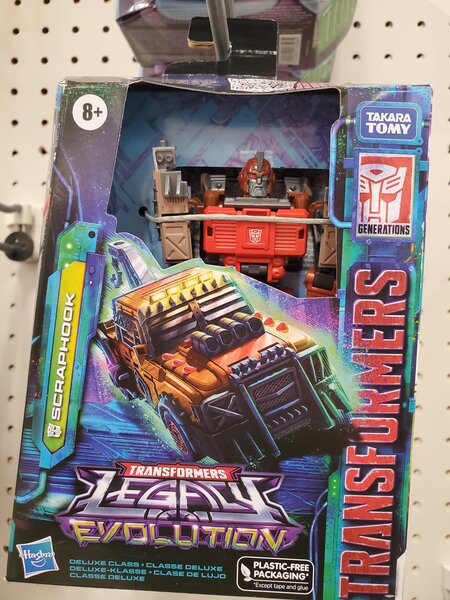 8+
TAKARA
TOMY
GENERATIONS
TRANSFORMERS
SCRAPHOOK
TRANSFORMERS
LEGACY
EVOLUTION
Hasbro
DELUXE CLASS • CLASSE DELUXE
DELUXE-KLASSE • CLASE DE LUJO
CLASSE DELUXE
PLASTIC-FREE
PACKAGING*
*Except tape and glue